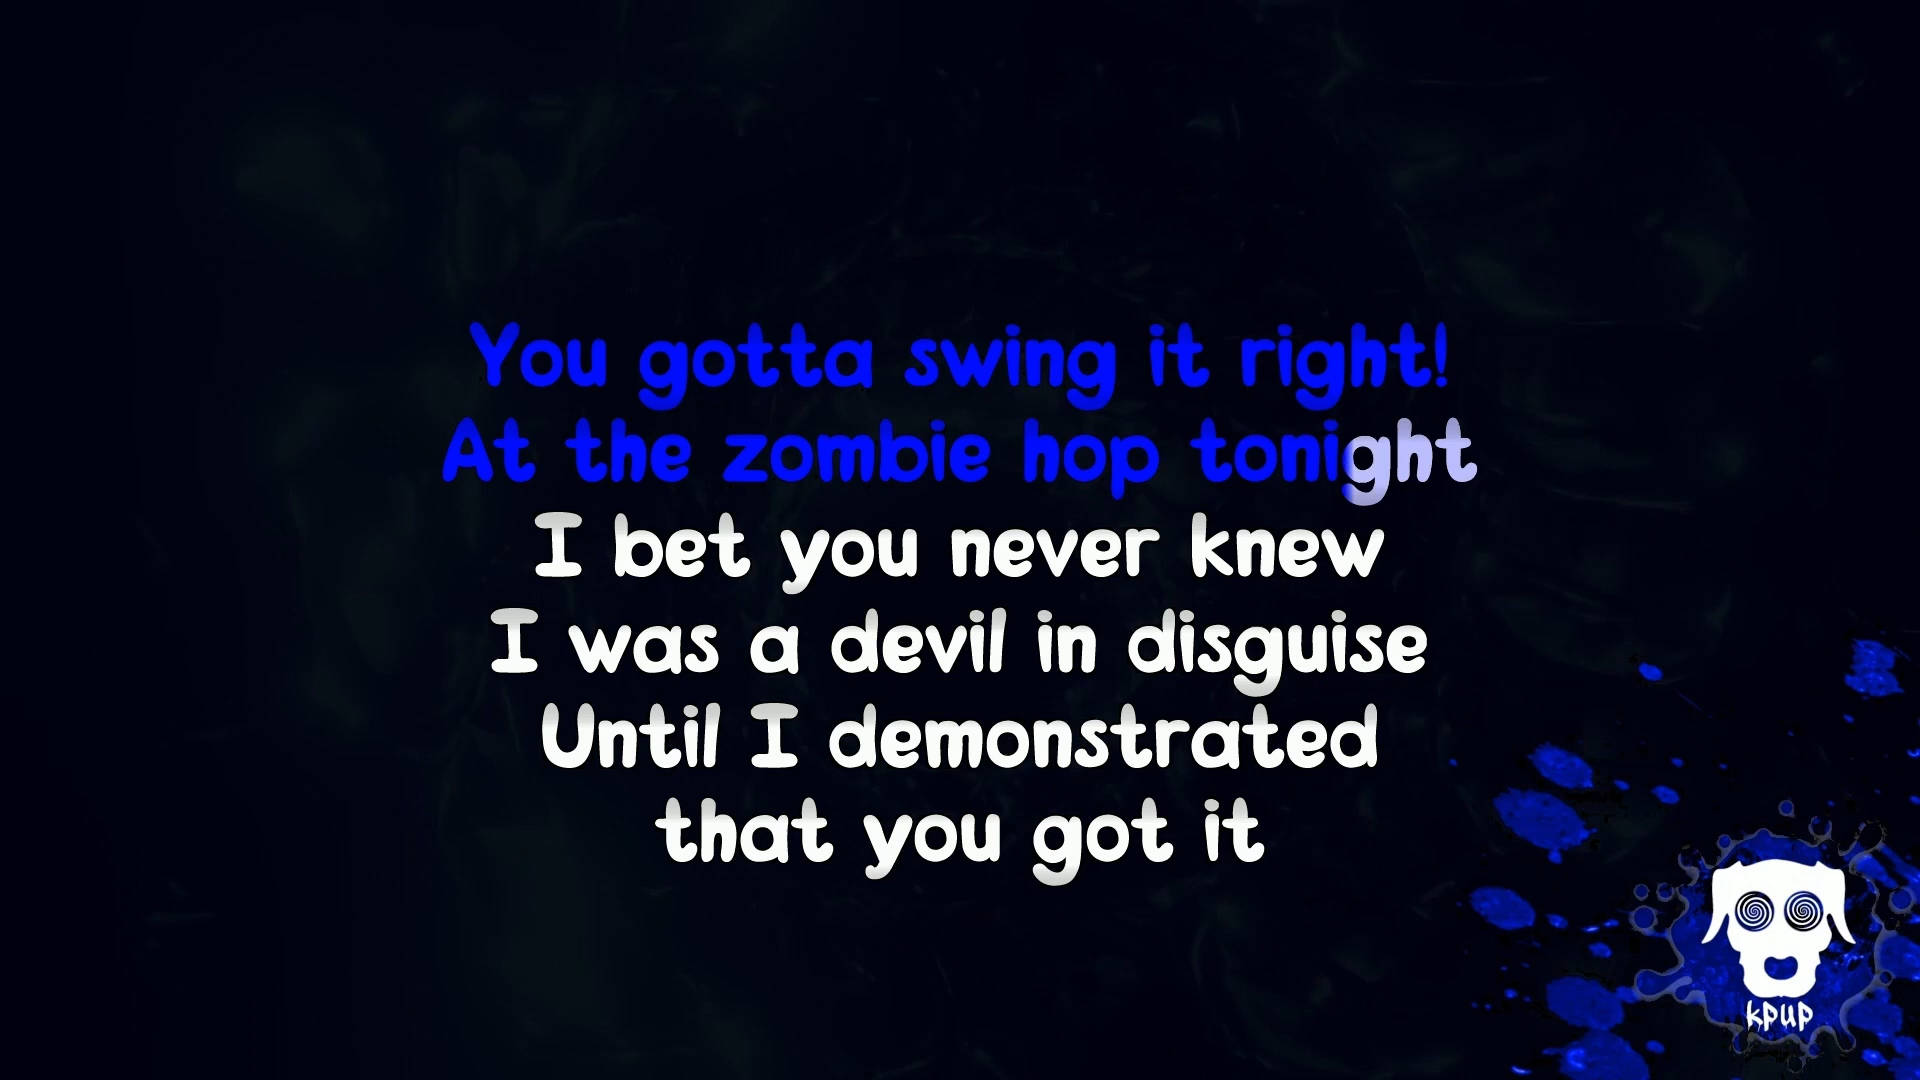 You gotta swing it right!
At the zombie hop tonight
I bet you never knew
I was a devil in disguise
Until I demonstrated
that you got it
kpup